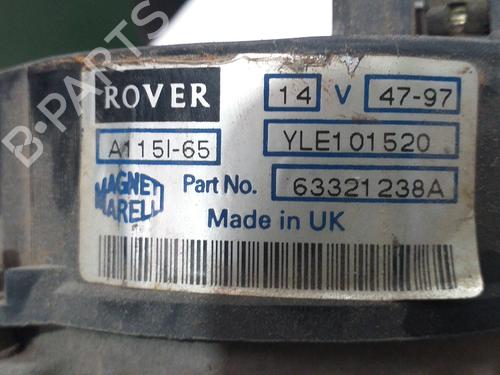 ROVER 14 V 47-97
A115I-65 YLE101520
MAGNETI MARELLI Part No. 63321238A
Made in UK
B-PARTS